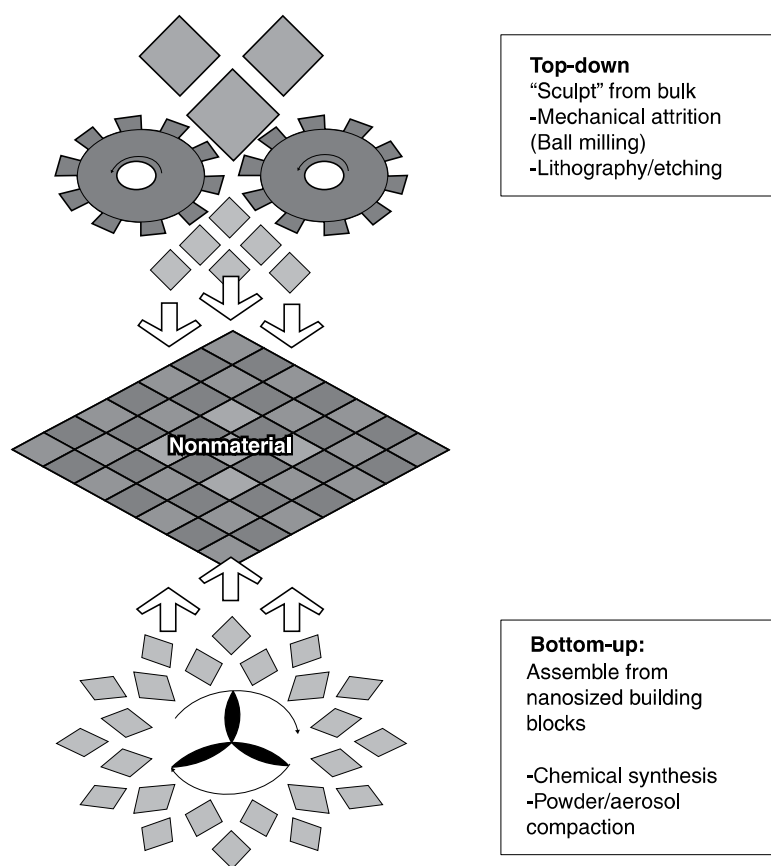 Top-down
“Sculpt” from bulk
-Mechanical attrition
(Ball milling)
-Lithography/etching
Nonmaterial
Bottom-up:
Assemble from
nanosized building
blocks
-Chemical synthesis
-Powder/aerosol
compaction